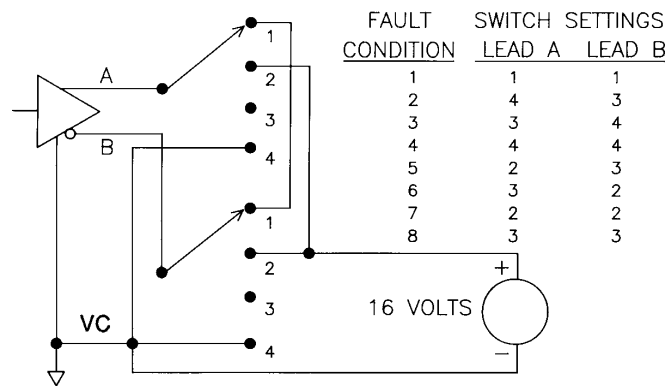 FAULT SWITCH SETTINGS
CONDITION LEAD A LEAD B
1 1 1
2 4 3
3 3 4
4 4 4
5 2 3
6 3 2
7 2 2
8 3 3
A
B
1
2
3
4
1
2
3
4
VC
+
16 VOLTS
−